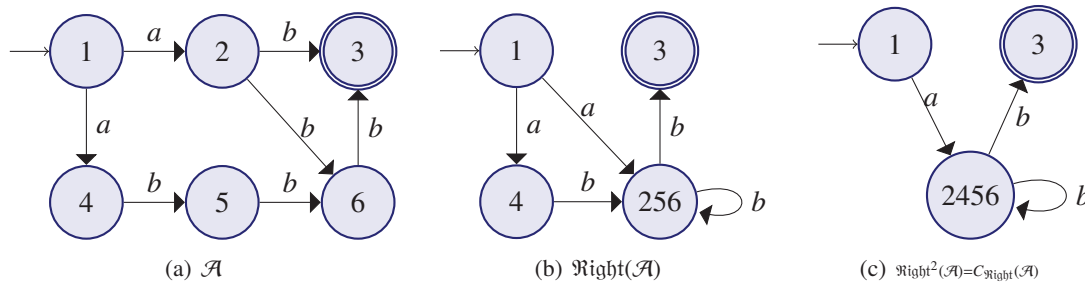 1 a 2 b 3
a b b
4 b 5 b 6
(a) 𝒜
1 3
a a b
4 b 256 b
(b) ℜ𝔦𝔤𝔥𝔱(𝒜)
1 3
a b
2456 b
(c) ℜ𝔦𝔤𝔥𝔱²(𝒜)=C_ℜ𝔦𝔤𝔥𝔱(𝒜)